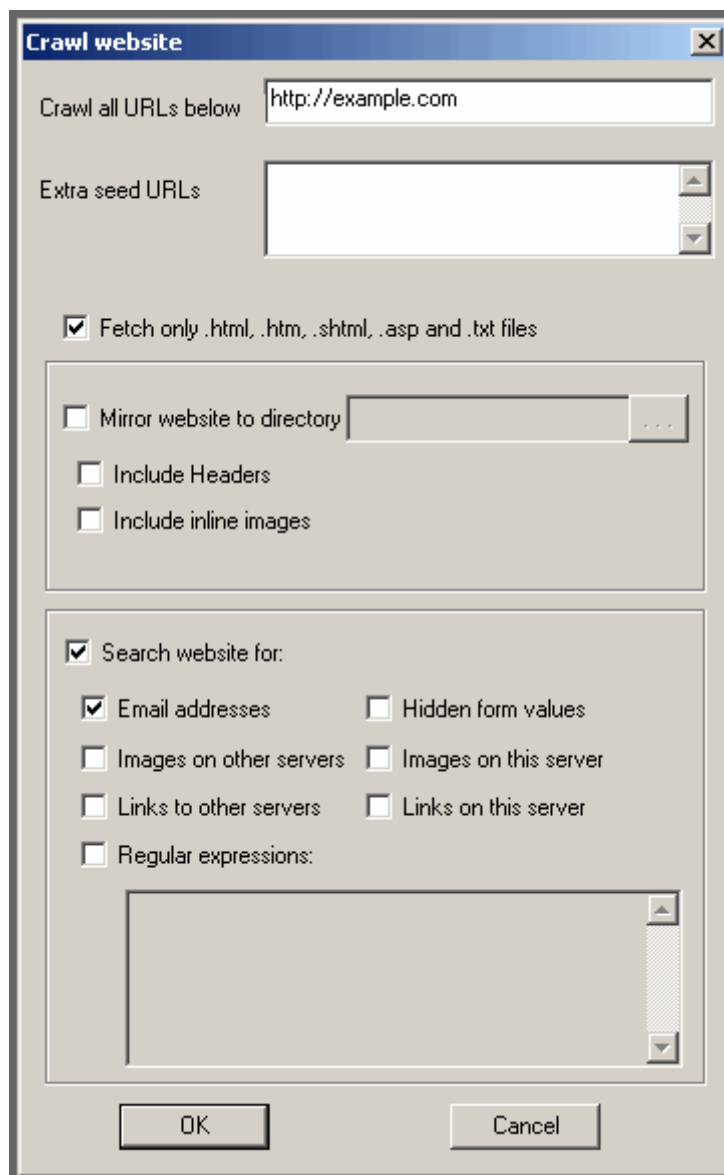 Crawl website
Crawl all URLs below http://example.com
Extra seed URLs
Fetch only .html, .htm, .shtml, .asp and .txt files
Mirror website to directory ...
Include Headers
Include inline images
Search website for:
Email addresses Hidden form values
Images on other servers Images on this server
Links to other servers Links on this server
Regular expressions:
OK Cancel